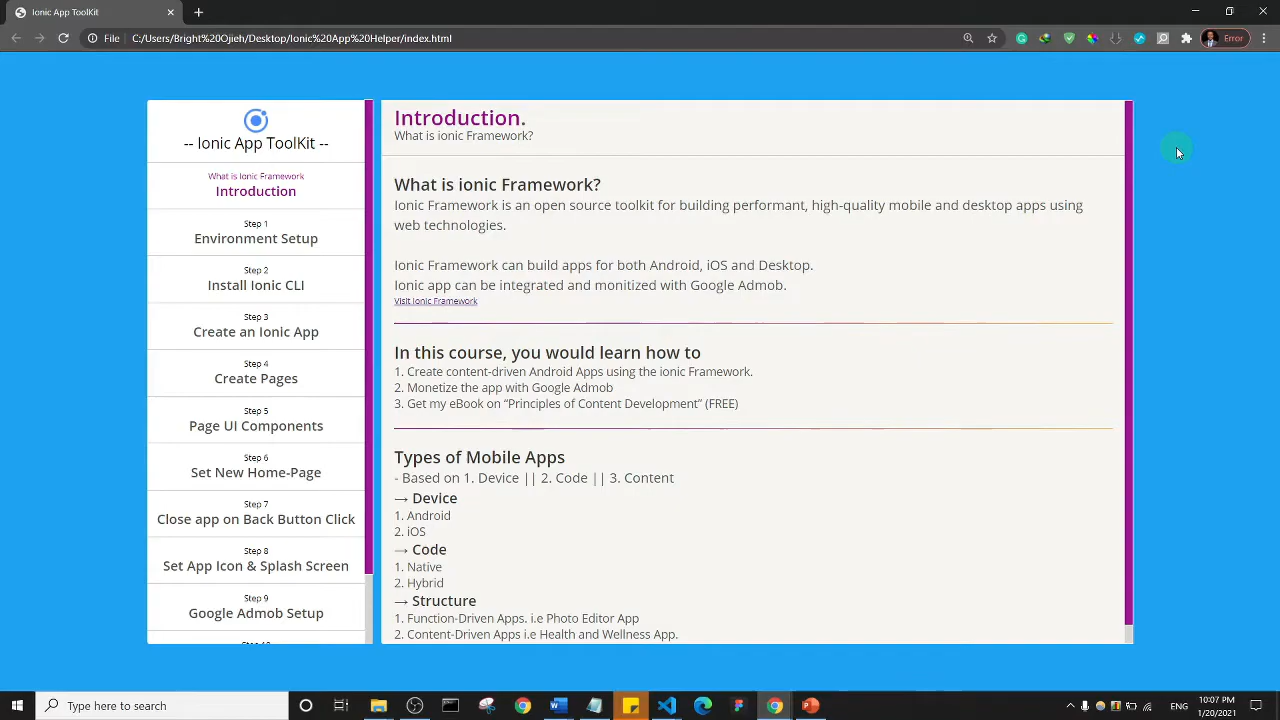 Ionic App ToolKit
File
C:/Users/Bright%20Ojieh/Desktop/Ionic%20App%20Helper/index.html
Error
-- Ionic App ToolKit --
What is Ionic Framework
Introduction
Step 1
Environment Setup
Step 2
Install Ionic CLI
Step 3
Create an Ionic App
Step 4
Create Pages
Step 5
Page UI Components
Step 6
Set New Home-Page
Step 7
Close app on Back Button Click
Step 8
Set App Icon & Splash Screen
Step 9
Google Admob Setup
Introduction.
What is ionic Framework?
What is ionic Framework?
Ionic Framework is an open source toolkit for building performant, high-quality mobile and desktop apps using
web technologies.
Ionic Framework can build apps for both Android, iOS and Desktop.
Ionic app can be integrated and monitized with Google Admob.
Visit Ionic Framework
In this course, you would learn how to
1. Create content-driven Android Apps using the ionic Framework.
2. Monetize the app with Google Admob
3. Get my eBook on “Principles of Content Development” (FREE)
Types of Mobile Apps
- Based on 1. Device || 2. Code || 3. Content
→ Device
1. Android
2. iOS
→ Code
1. Native
2. Hybrid
→ Structure
1. Function-Driven Apps. i.e Photo Editor App
2. Content-Driven Apps i.e Health and Wellness App.
Type here to search
10:07 PM
1/20/2021